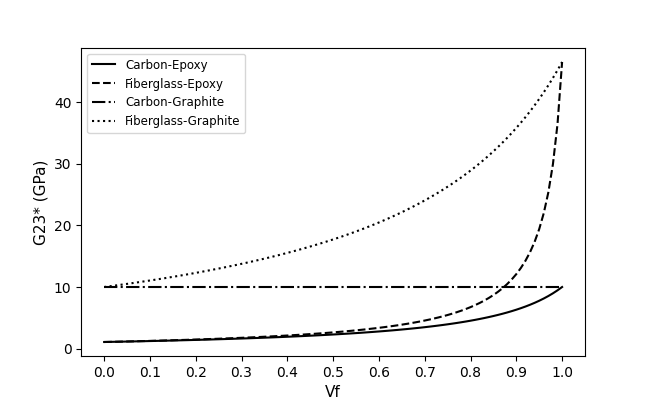 Carbon-Epoxy
Fiberglass-Epoxy
Carbon-Graphite
Fiberglass-Graphite
G23* (GPa)
40
30
20
10
0
0.0 0.1 0.2 0.3 0.4 0.5 0.6 0.7 0.8 0.9 1.0
Vf